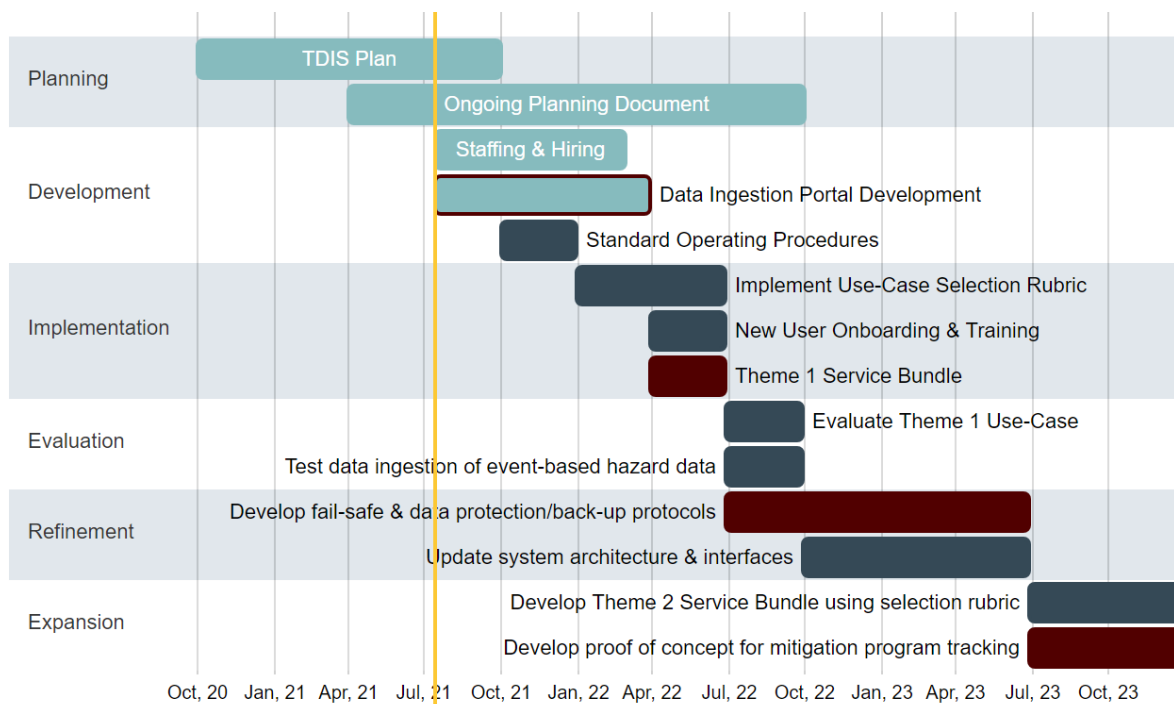 Planning
TDIS Plan
Ongoing Planning Document
Development
Staffing & Hiring
Data Ingestion Portal Development
Standard Operating Procedures
Implementation
Implement Use-Case Selection Rubric
New User Onboarding & Training
Theme 1 Service Bundle
Evaluation
Evaluate Theme 1 Use-Case
Test data ingestion of event-based hazard data
Refinement
Develop fail-safe & data protection/back-up protocols
Update system architecture & interfaces
Expansion
Develop Theme 2 Service Bundle using selection rubric
Develop proof of concept for mitigation program tracking
Oct, 20 Jan, 21 Apr, 21 Jul, 21 Oct, 21 Jan, 22 Apr, 22 Jul, 22 Oct, 22 Jan, 23 Apr, 23 Jul, 23 Oct, 23